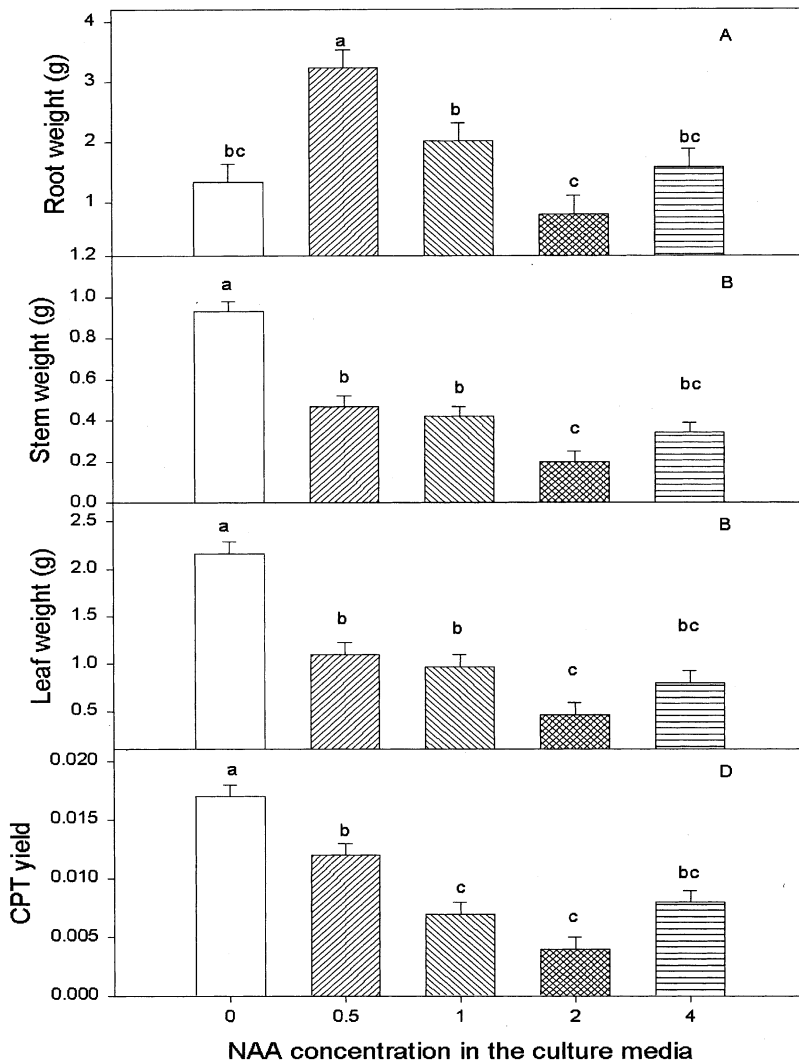 4
A
a
3
b
2
bc
bc
c
1
Root weight (g)
1.2
a
B
1.0
0.8
b
b
bc
0.6
c
0.4
0.2
0.0
Stem weight (g)
2.5
a
B
2.0
b
b
bc
1.5
c
1.0
0.5
Leaf weight (g)
0.020
a
D
0.015
b
bc
c
c
0.010
0.005
0.000
CPT yield
0 0.5 1 2 4
NAA concentration in the culture media